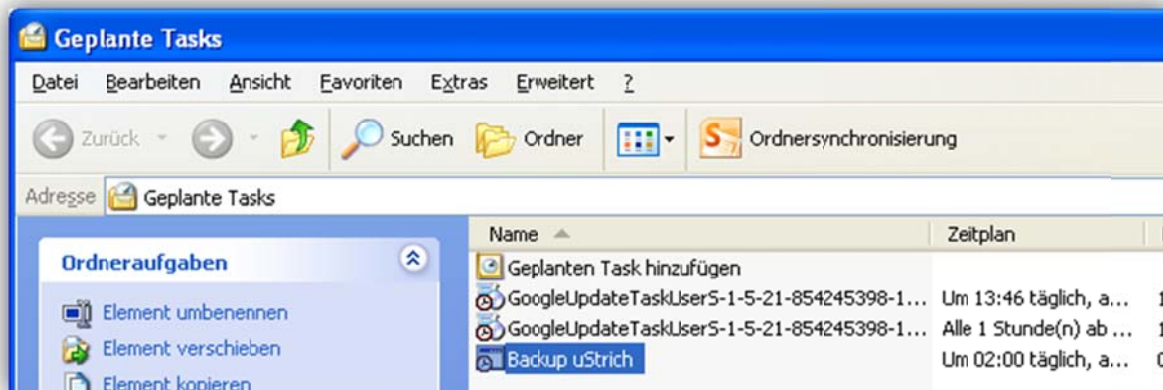 Geplante Tasks
Datei Bearbeiten Ansicht Favoriten Extras Erweitert ?
Zurück Suchen Ordner Ordnersynchronisierung
Adresse Geplante Tasks
Name Zeitplan
Ordneraufgaben
Geplanten Task hinzufügen
GoogleUpdateTaskUserS-1-5-21-854245398-1... Um 13:46 täglich, a...
Element umbenennen
GoogleUpdateTaskUserS-1-5-21-854245398-1... Alle 1 Stunde(n) ab ...
Element verschieben
Backup uStrich Um 02:00 täglich, a...
Element kopieren